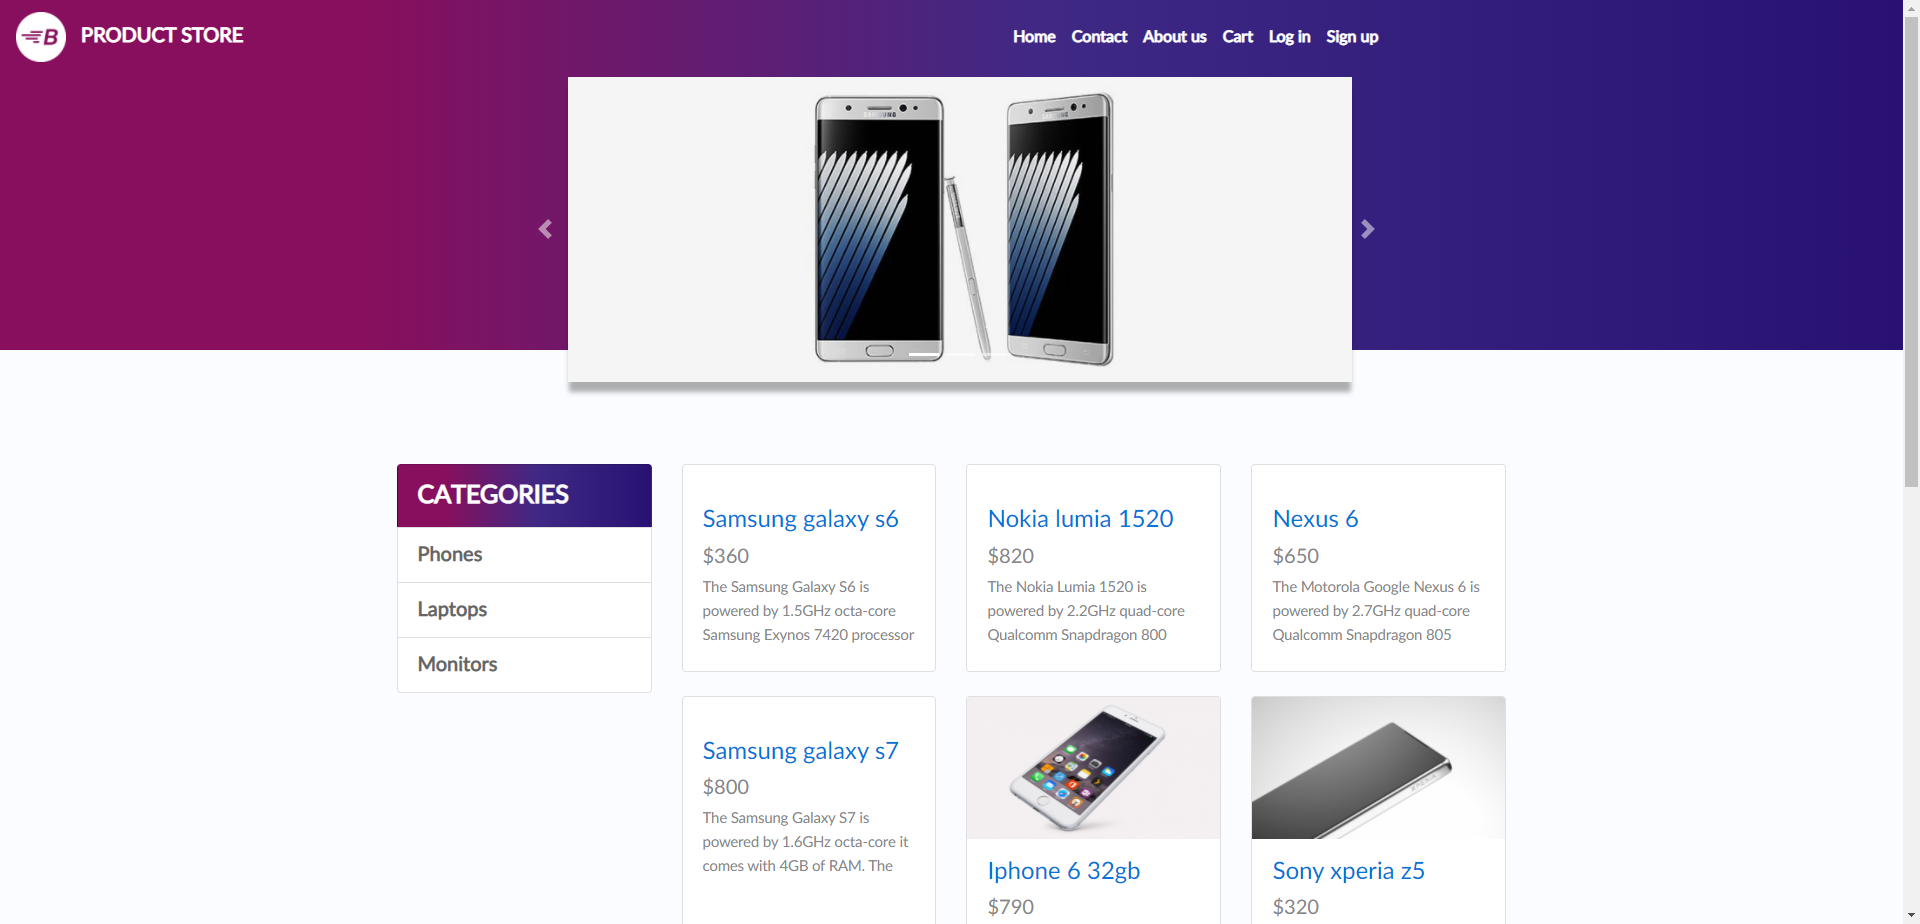 B PRODUCT STORE
Home Contact About us Cart Log in Sign up
SAMSUNG
SAMSUNG
CATEGORIES
Phones
Laptops
Monitors
Samsung galaxy s6
$360
The Samsung Galaxy S6 is
powered by 1.5GHz octa-core
Samsung Exynos 7420 processor
Nokia lumia 1520
$820
The Nokia Lumia 1520 is
powered by 2.2GHz quad-core
Qualcomm Snapdragon 800
Nexus 6
$650
The Motorola Google Nexus 6 is
powered by 2.7GHz quad-core
Qualcomm Snapdragon 805
Samsung galaxy s7
$800
The Samsung Galaxy S7 is
powered by 1.6GHz octa-core it
comes with 4GB of RAM. The
Iphone 6 32gb
$790
XPERIA
Sony xperia z5
$320